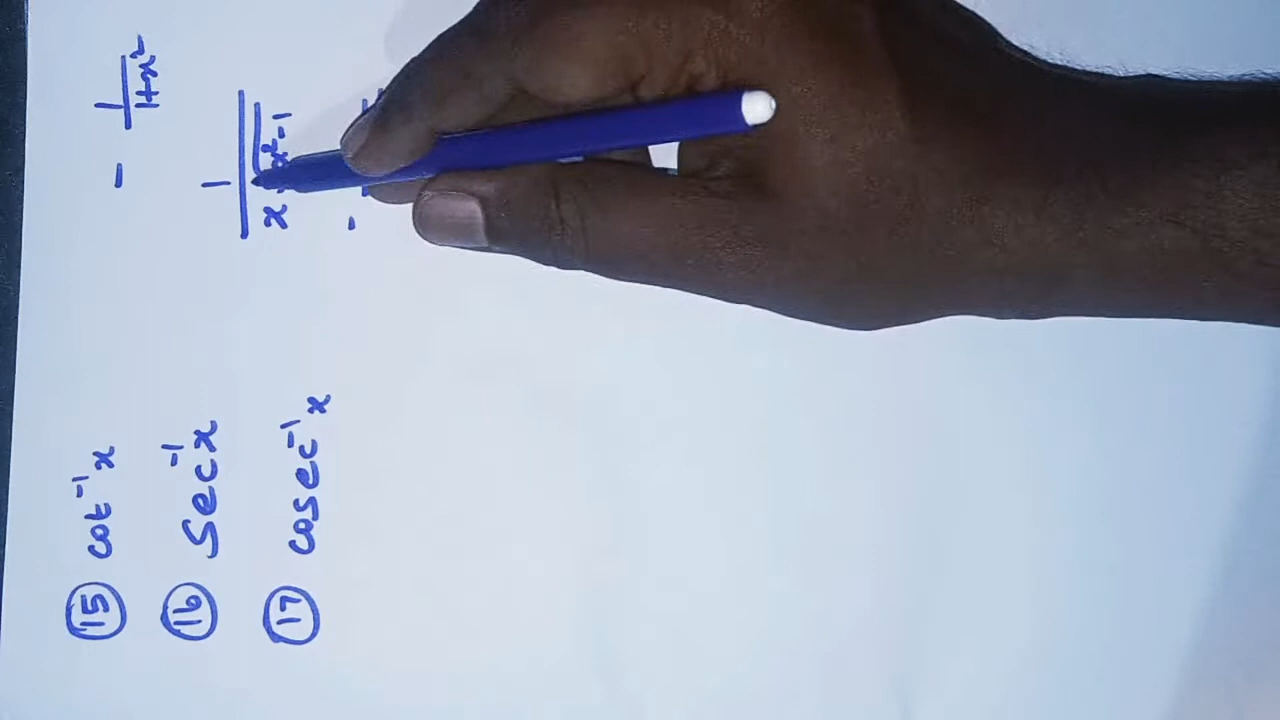 ⑮ cot⁻¹x - 1/1+x²
⑯ sec⁻¹x 1/x√x²-1
⑰ cosec⁻¹x -